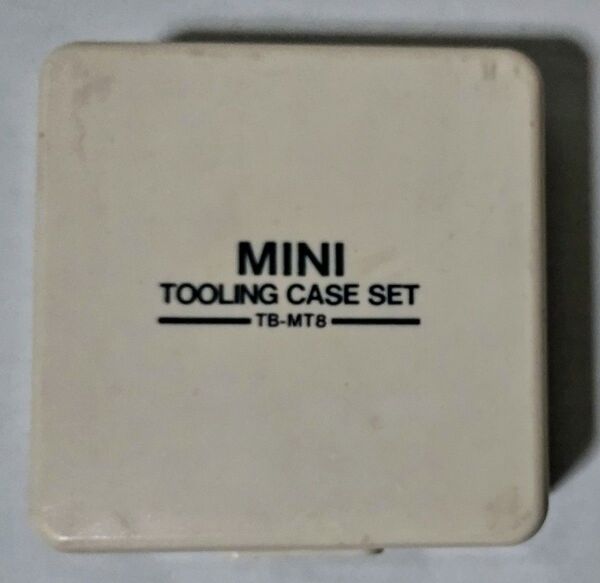 MINI
TOOLING CASE SET
TB-MT8